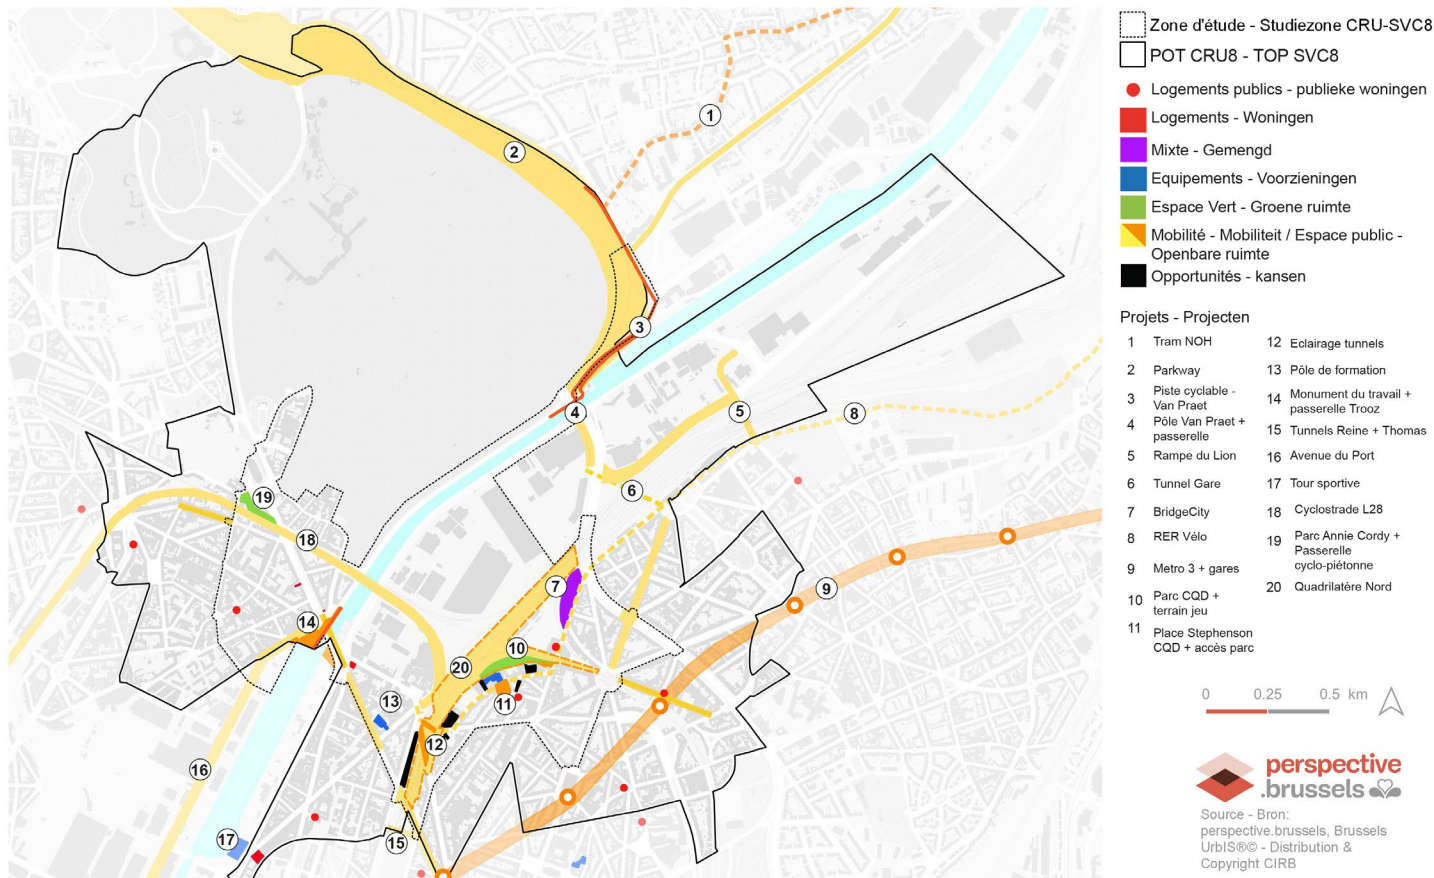 Zone d'étude - Studiezone CRU-SVC8
POT CRU8 - TOP SVC8
Logements publics - publieke woningen
Logements - Woningen
Mixte - Gemengd
Equipements - Voorzieningen
Espace Vert - Groene ruimte
Mobilité - Mobiliteit / Espace public -
Openbare ruimte
Opportunités - kansen
Projets - Projecten
1 Tram NOH
2 Parkway
3 Piste cyclable -
Van Praet
4 Pôle Van Praet +
passerelle
5 Rampe du Lion
6 Tunnel Gare
7 BridgeCity
8 RER Vélo
9 Metro 3 + gares
10 Parc CQD +
terrain jeu
11 Place Stephenson
CQD + accès parc
12 Eclairage tunnels
13 Pôle de formation
14 Monument du travail +
passerelle Trooz
15 Tunnels Reine + Thomas
16 Avenue du Port
17 Tour sportive
18 Cyclostrade L28
19 Parc Annie Cordy +
Passerelle
cyclo-piétonne
20 Quadrilatère Nord
0 0.25 0.5 km
perspective
.brussels
Source - Bron:
perspective.brussels, Brussels
UrbIS®© - Distribution &
Copyright CIRB
1
2
3
4
5
8
6
19
18
7
9
14
10
20
11
13
12
16
17
15